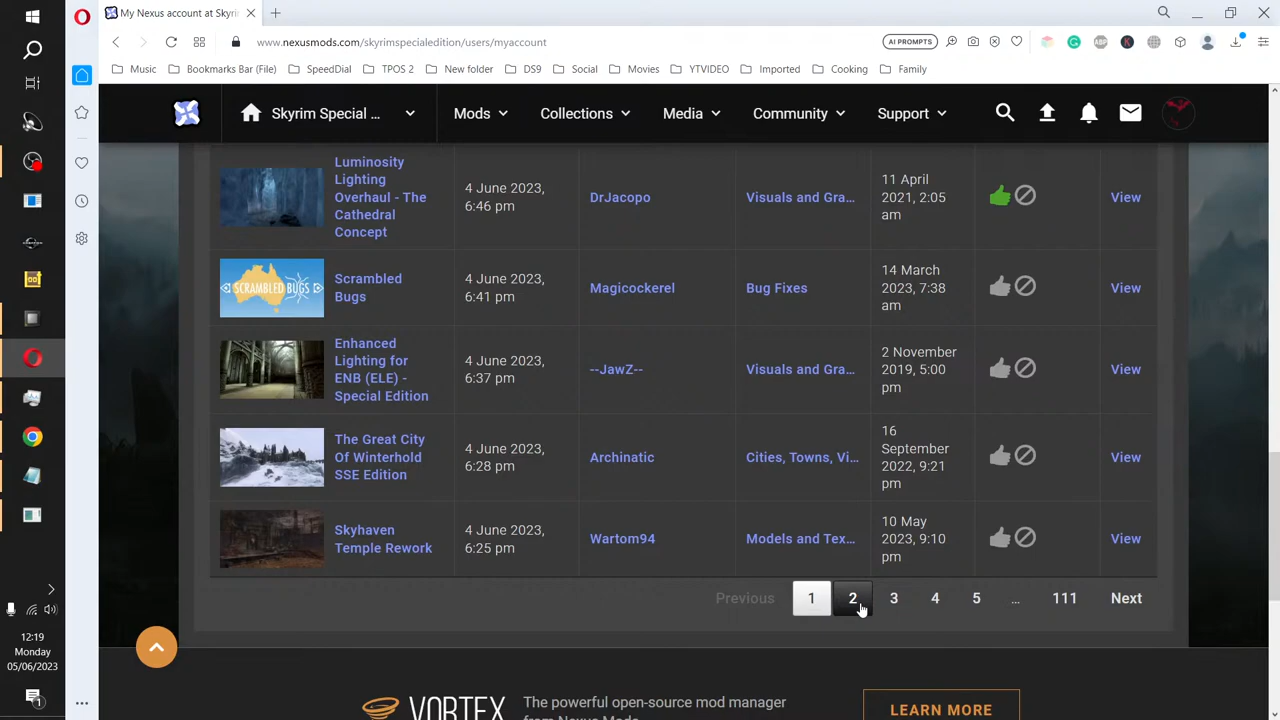 My Nexus account at Skyri
www.nexusmods.com/skyrimspecialedition/users/myaccount
AI PROMPTS
Music
Bookmarks Bar (File)
SpeedDial
TPOS 2
New folder
DS9
Social
Movies
YTVIDEO
Imported
Cooking
Family
Skyrim Special ...
Mods
Collections
Media
Community
Support
Luminosity
Lighting
Overhaul - The
Cathedral
Concept
4 June 2023,
6:46 pm
DrJacopo
Visuals and Gra...
11 April
2021, 2:05
am
View
SCRAMBLED BUGS
Scrambled
Bugs
4 June 2023,
6:41 pm
Magicockerel
Bug Fixes
14 March
2023, 7:38
am
View
Enhanced
Lighting for
ENB (ELE) -
Special Edition
4 June 2023,
6:37 pm
--JawZ--
Visuals and Gra...
2 November
2019, 5:00
pm
View
The Great City
Of Winterhold
SSE Edition
4 June 2023,
6:28 pm
Archinatic
Cities, Towns, Vi...
16
September
2022, 9:21
pm
View
Skyhaven
Temple Rework
4 June 2023,
6:25 pm
Wartom94
Models and Tex...
10 May
2023, 9:10
pm
View
Previous
1
2
3
4
5
...
111
Next
12:19
Monday
05/06/2023
1
VORTEX
The powerful open-source mod manager
from Nexus Mods
LEARN MORE